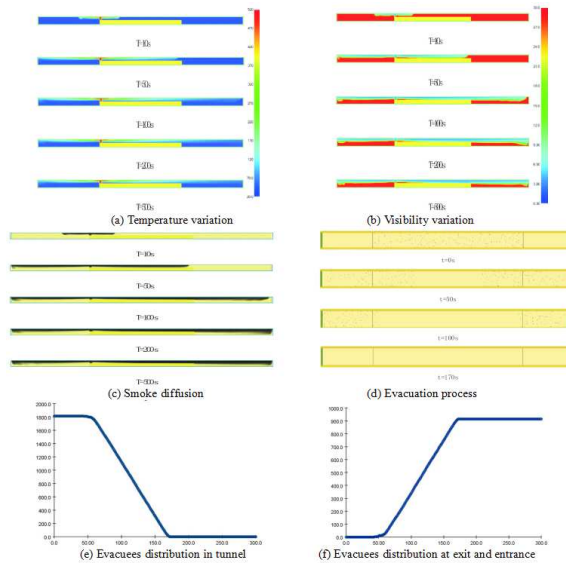 T=10s
T=50s
T=100s
T=200s
T=500s
(a) Temperature variation
T=10s
T=50s
T=100s
T=200s
(b) Visibility variation
T=10s
T=50s
T=100s
T=200s
T=500s
(c) Smoke diffusion
t=0s
t=50s
t=100s
t=170s
(d) Evacuation process
2000.0
1800.0
1600.0
1400.0
1200.0
1000.0
800.0
600.0
400.0
200.0
0.0
0.0 50.0 100.0 150.0 200.0 250.0 300.0
(e) Evacuees distribution in tunnel
1000.0
900.0
800.0
700.0
600.0
500.0
400.0
300.0
200.0
100.0
0.0
0.0 50.0 100.0 150.0 200.0 250.0 300.0
(f) Evacuees distribution at exit and entrance